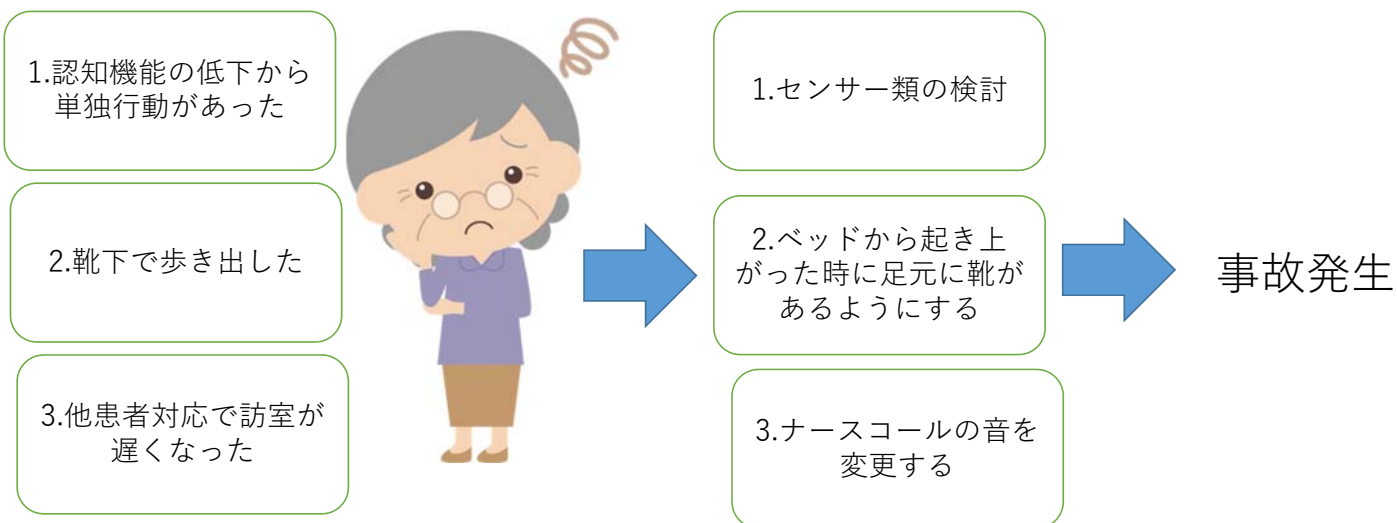 1.認知機能の低下から
単独行動があった
2.靴下で歩き出した
3.他患者対応で訪室が
遅くなった
1.センサー類の検討
2.ベッドから起き上
がった時に足元に靴が
あるようにする
3.ナースコールの音を
変更する
事故発生